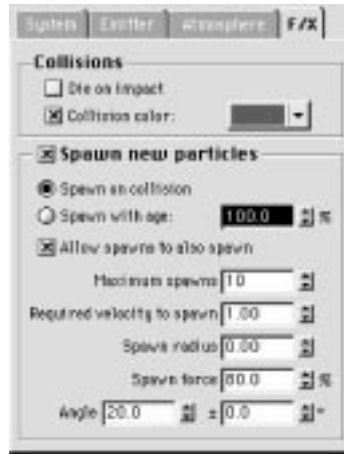 System Emitter Atmosphere F/X
Collisions
Die on impact
Collision color:
Spawn new particles
Spawn on collision
Spawn with age: 100.0 %
Allow spawns to also spawn
Maximum spawns 10
Required velocity to spawn 1.00
Spawn radius 0.00
Spawn force 80.0 %
Angle 20.0 ± 0.0 °